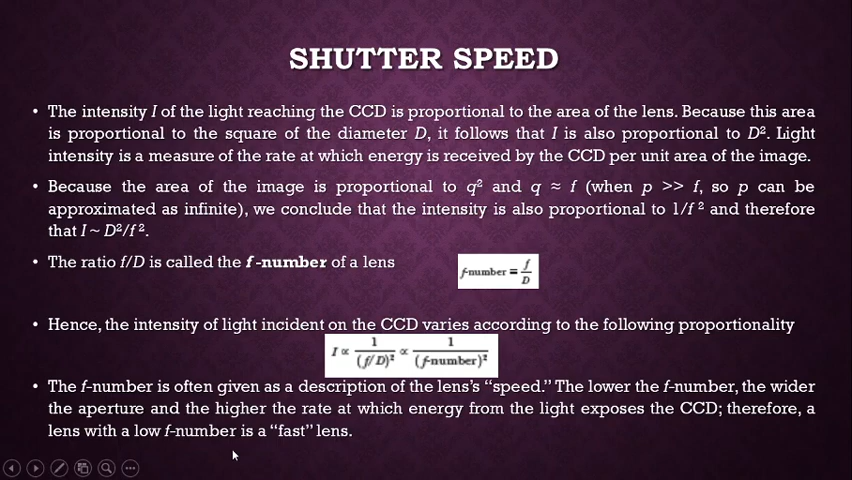 SHUTTER SPEED
• The intensity I of the light reaching the CCD is proportional to the area of the lens. Because this area
is proportional to the square of the diameter D, it follows that I is also proportional to D². Light
intensity is a measure of the rate at which energy is received by the CCD per unit area of the image.
• Because the area of the image is proportional to q² and q ≈ f (when p >> f, so p can be
approximated as infinite), we conclude that the intensity is also proportional to 1/f ² and therefore
that I ~ D²/f ².
• The ratio f/D is called the f -number of a lens
f-number ≡ f/D
• Hence, the intensity of light incident on the CCD varies according to the following proportionality
I ∝ 1/(f/D)² ∝ 1/(f-number)²
• The f-number is often given as a description of the lens's “speed.” The lower the f-number, the wider
the aperture and the higher the rate at which energy from the light exposes the CCD; therefore, a
lens with a low f-number is a “fast” lens.